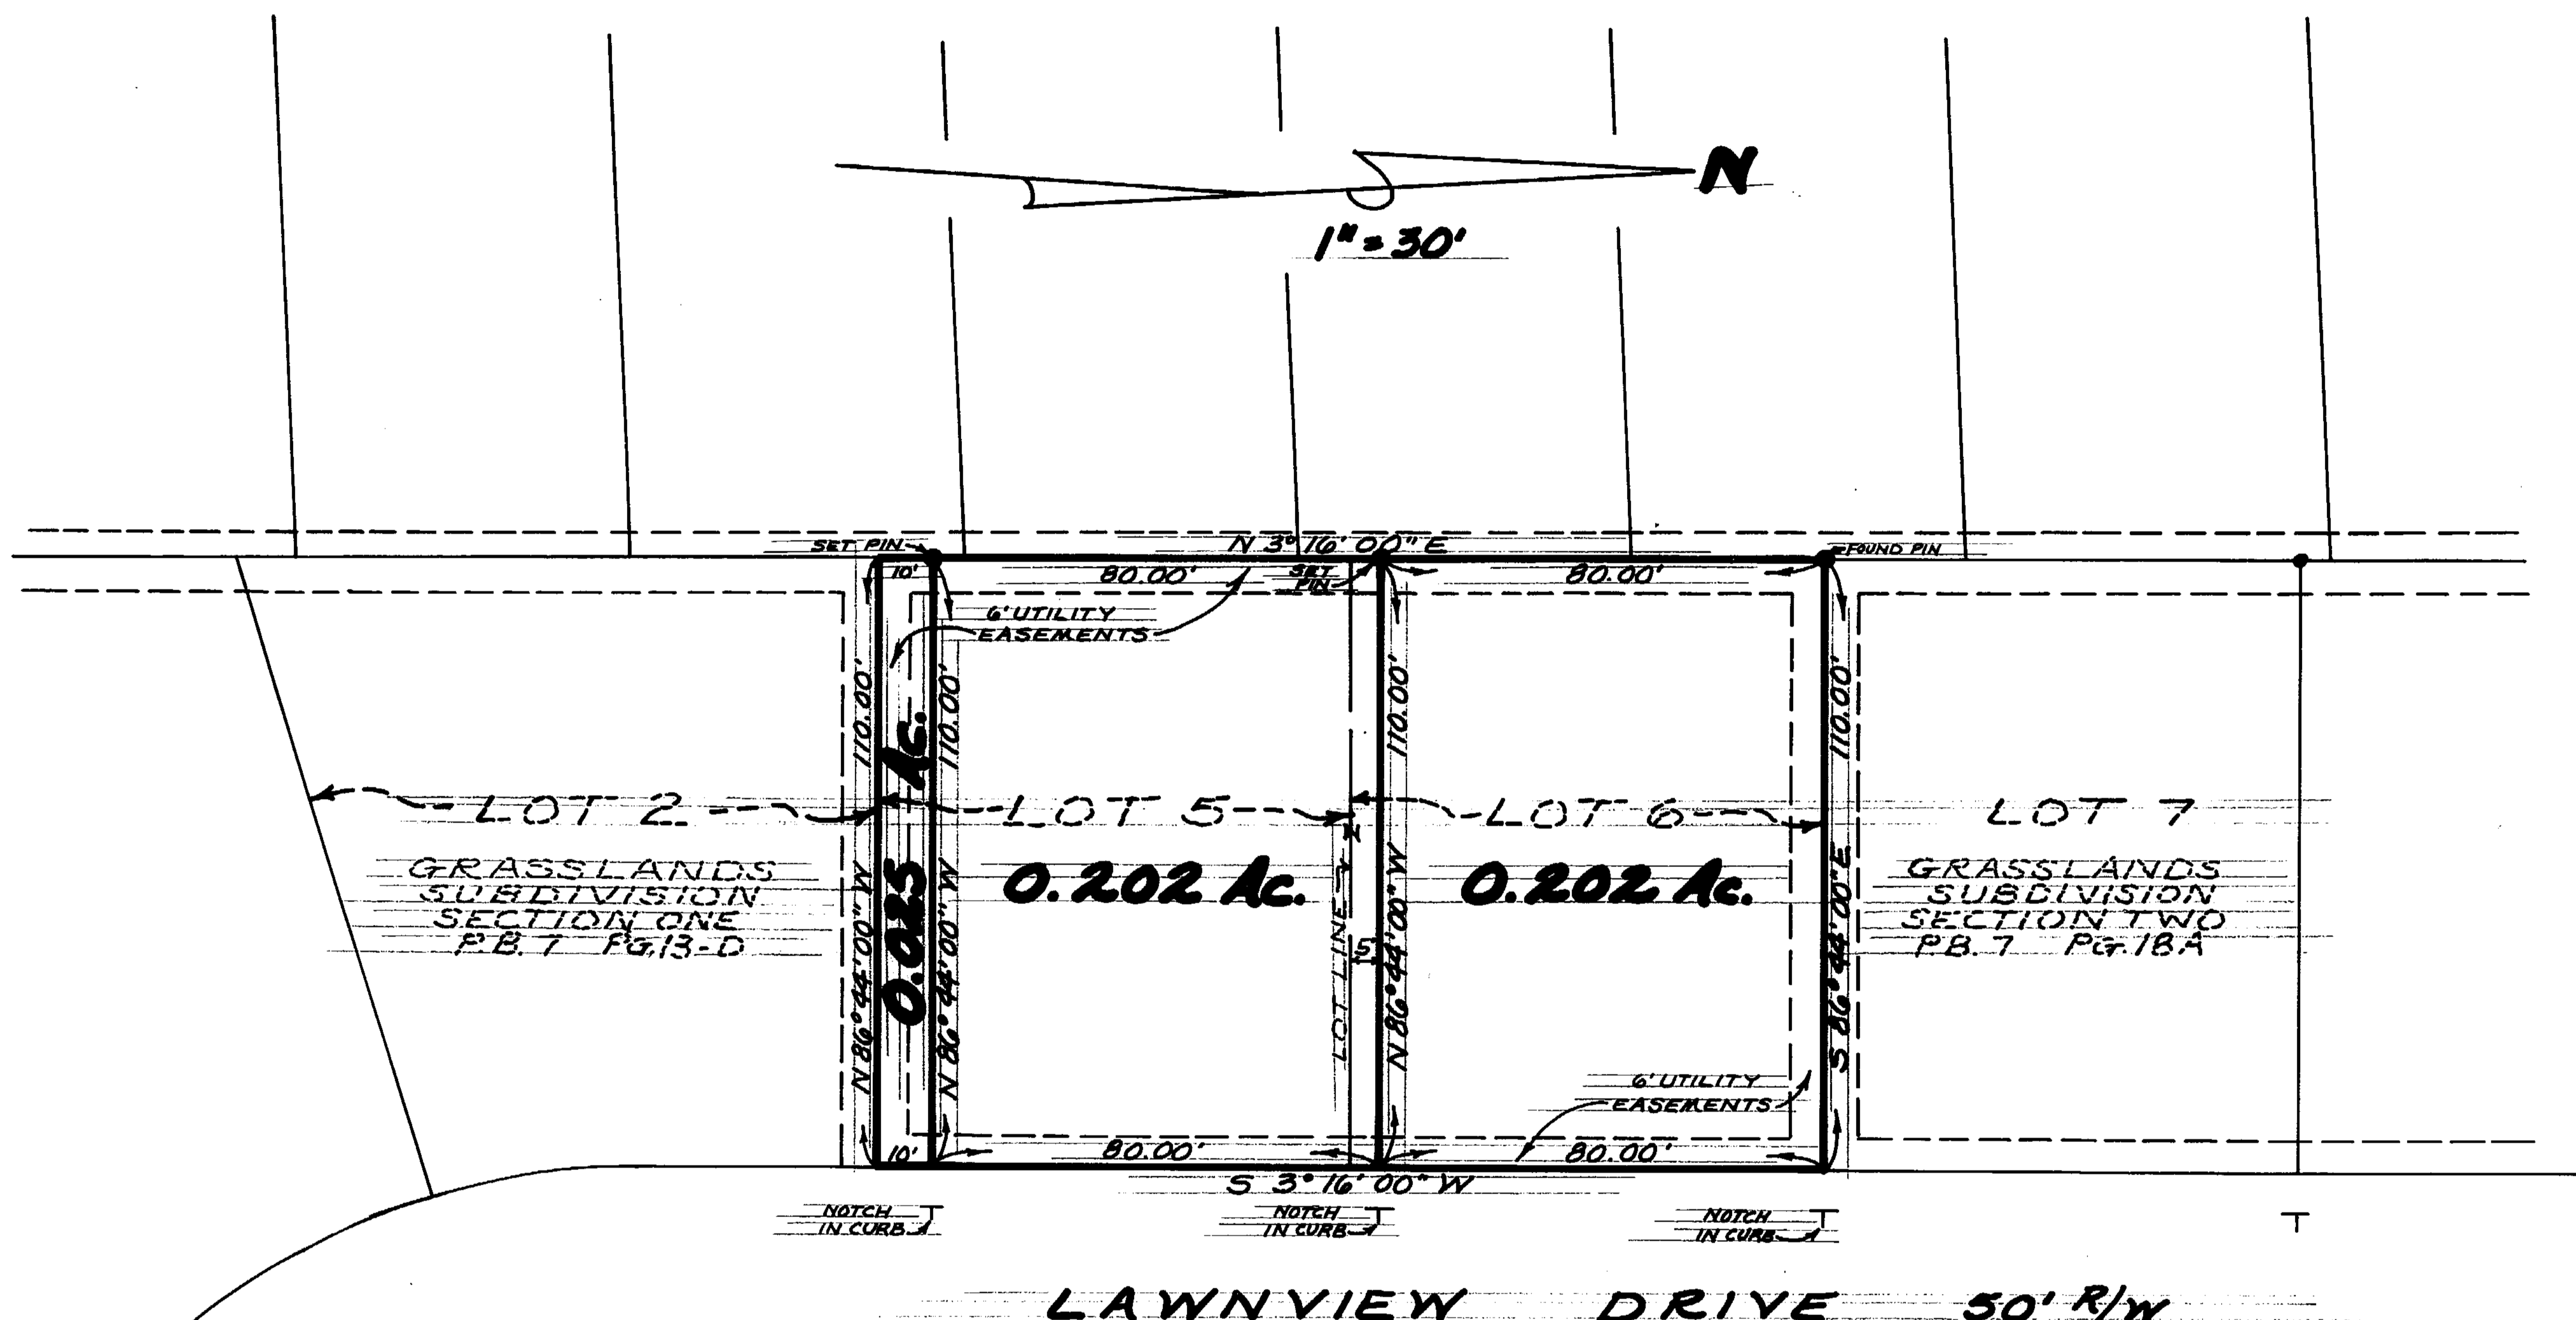 N
1" = 30'
SET PIN
N 3° 16' 00" E
FOUND PIN
10'
80.00'
SET
PIN
80.00'
6' UTILITY
EASEMENTS
110.00'
110.00'
110.00'
110.00'
LOT 2
LOT 5
LOT 6
LOT 7
GRASSLANDS
SUBDIVISION
SECTION ONE
P.B. 7 PG.13-D
0.025 Ac.
0.202 Ac.
0.202 Ac.
GRASSLANDS
SUBDIVISION
SECTION TWO
P.B. 7 PG.18A
N 86° 44' 00" W
N 86° 44' 00" W
LOT LINE
5'
N 86° 44' 00" W
S 86° 44' 00" E
6' UTILITY
EASEMENTS
10'
80.00'
80.00'
S 3° 16' 00" W
NOTCH
IN CURB
NOTCH
IN CURB
NOTCH
IN CURB
LAWNVIEW DRIVE 50' R/W